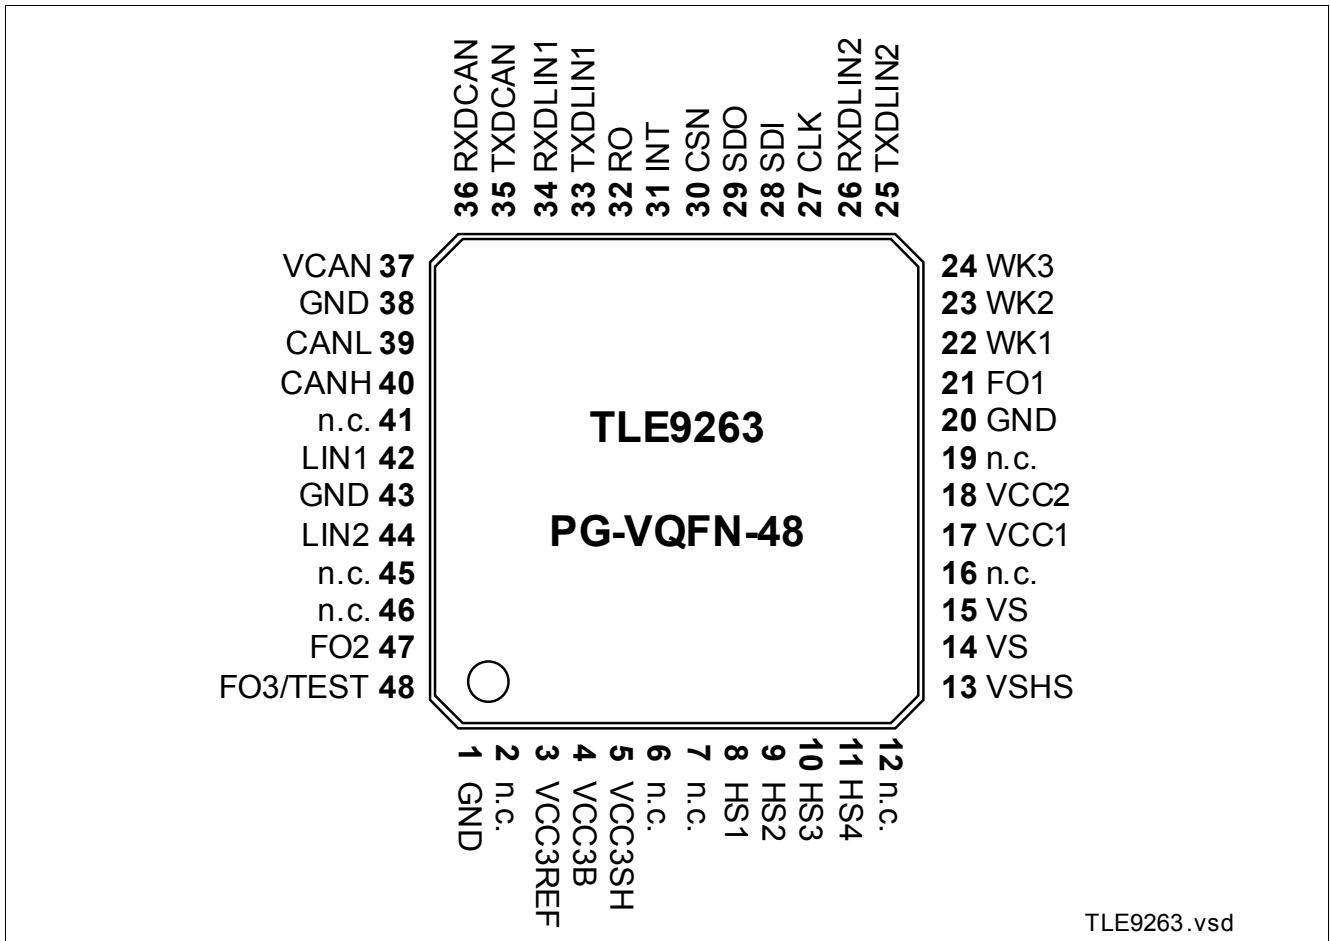 36 RXDCAN
35 TXDCAN
34 RXDLIN1
33 TXDLIN1
32 RO
31 INT
30 CSN
29 SDO
28 SDI
27 CLK
26 RXDLIN2
25 TXDLIN2
VCAN 37
GND 38
CANL 39
CANH 40
n.c. 41
LIN1 42
GND 43
LIN2 44
n.c. 45
n.c. 46
FO2 47
FO3/TEST 48
TLE9263
PG-VQFN-48
24 WK3
23 WK2
22 WK1
21 FO1
20 GND
19 n.c.
18 VCC2
17 VCC1
16 n.c.
15 VS
14 VS
13 VSHS
1 GND
2 n.c.
3 VCC3REF
4 VCC3B
5 VCC3SH
6 n.c.
7 n.c.
8 HS1
9 HS2
10 HS3
11 HS4
12 n.c.
TLE9263.vsd